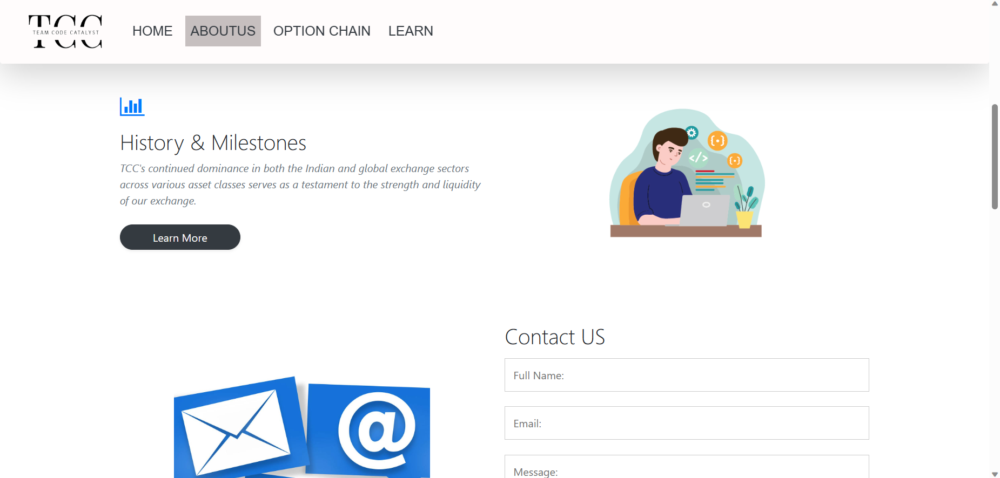 TCC
TEAM CODE CATALYST
HOME
ABOUTUS
OPTION CHAIN
LEARN
History & Milestones
TCC's continued dominance in both the Indian and global exchange sectors
across various asset classes serves as a testament to the strength and liquidity
of our exchange.
Learn More
{•}
</>
{•}
Contact US
Full Name:
Email:
Message:
@